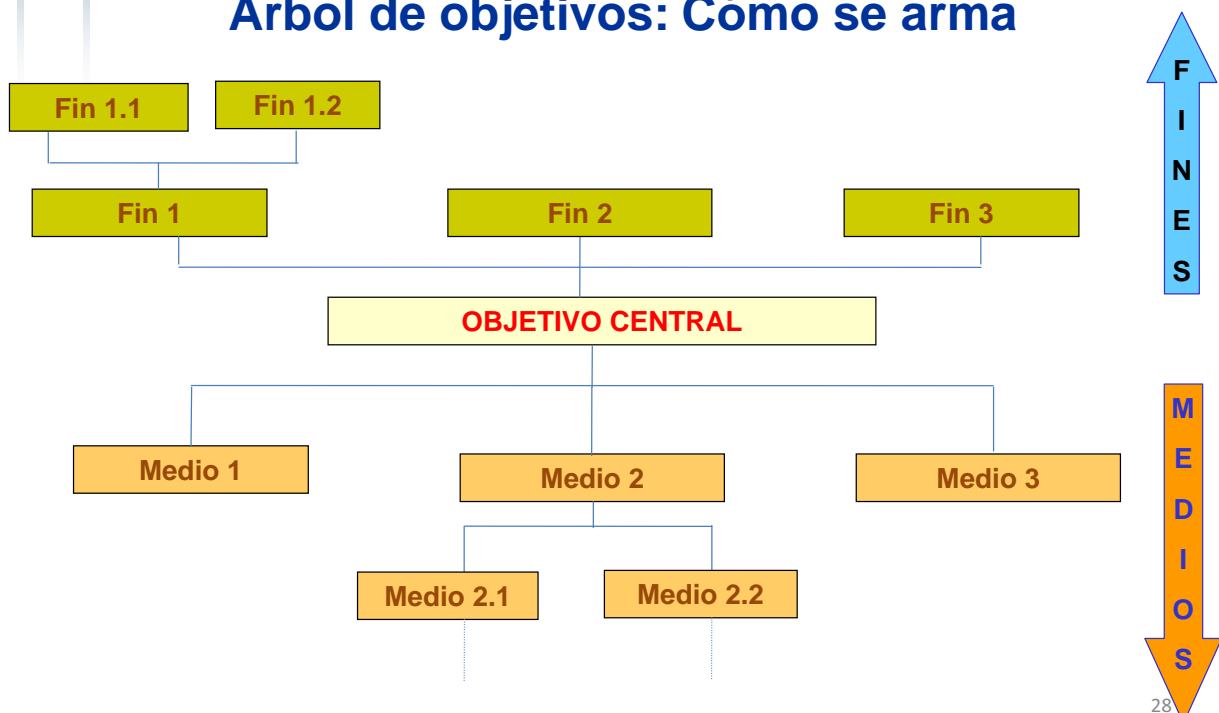 Árbol de objetivos: Cómo se arma
Fin 1.1
Fin 1.2
Fin 1
Fin 2
Fin 3
OBJETIVO CENTRAL
Medio 1
Medio 2
Medio 3
Medio 2.1
Medio 2.2
F
I
N
E
S
M
E
D
I
O
S
28